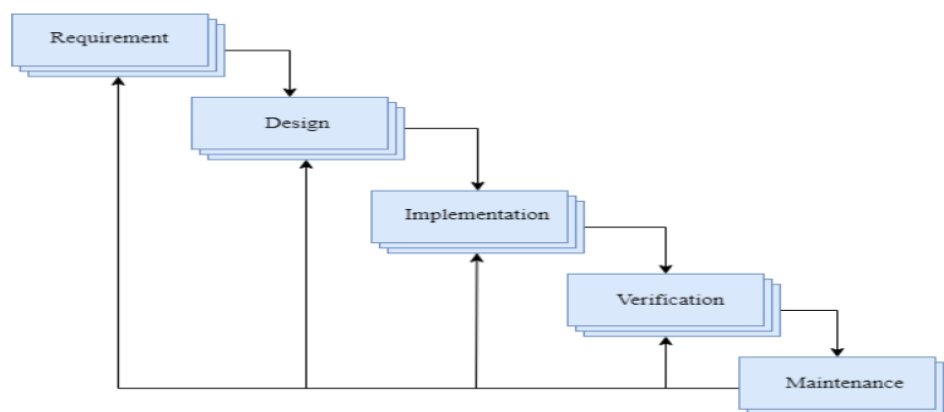 Requirement
Design
Implementation
Verification
Maintenance